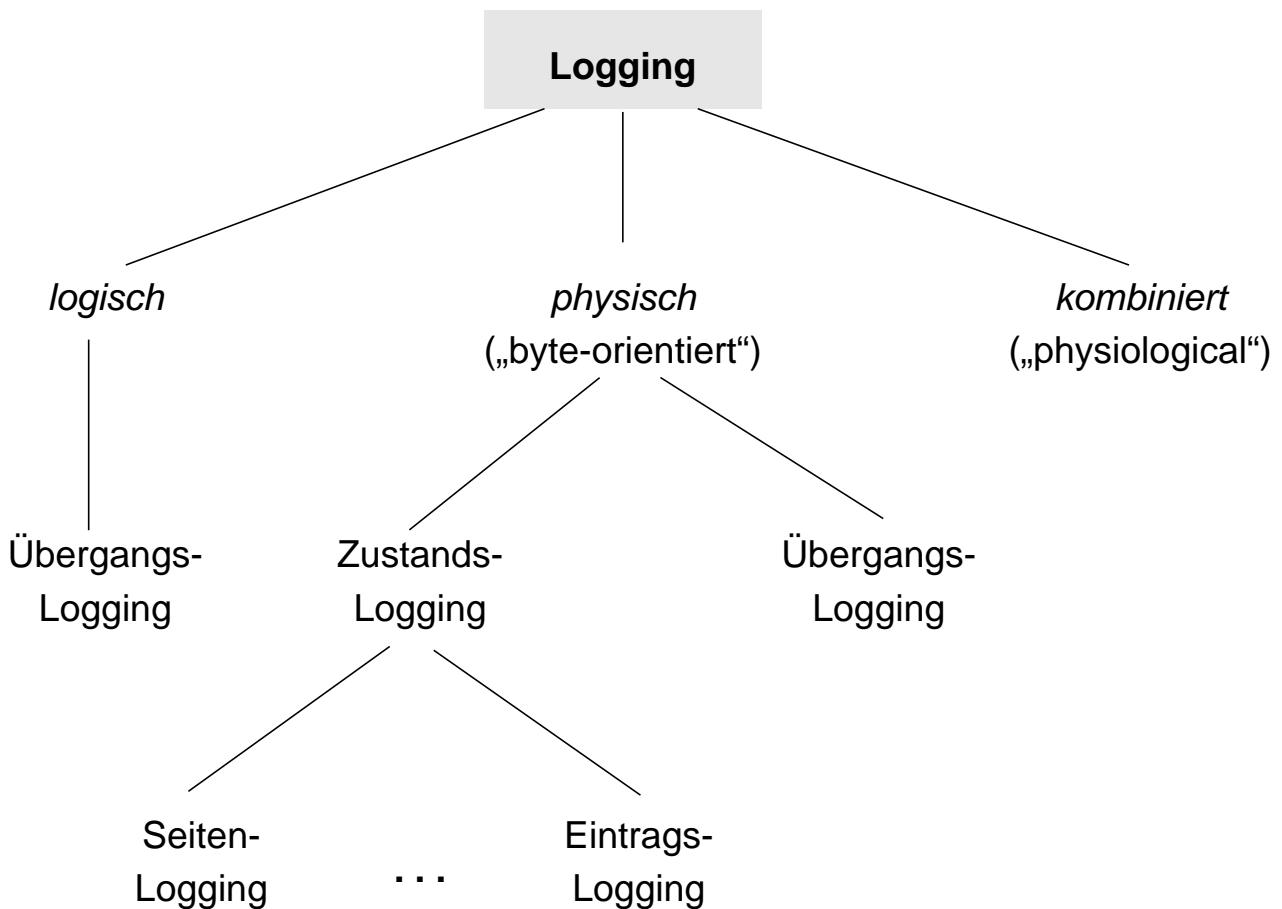 Logging
logisch
physisch
(„byte-orientiert“)
kombiniert
(„physiological“)
Übergangs-
Logging
Zustands-
Logging
Übergangs-
Logging
Seiten-
Logging
. . .
Eintrags-
Logging